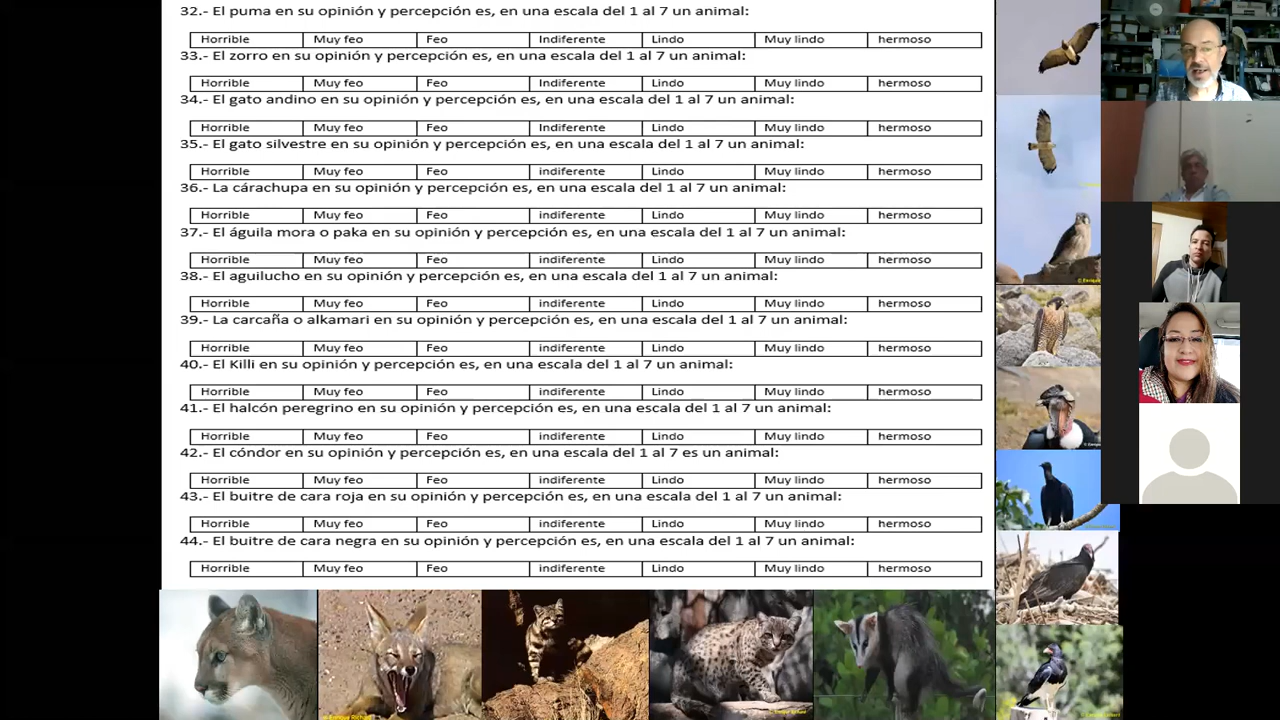 32.- El puma en su opinión y percepción es, en una escala del 1 al 7 un animal:
Horrible Muy feo Feo Indiferente Lindo Muy lindo hermoso
33.- El zorro en su opinión y percepción es, en una escala del 1 al 7 un animal:
Horrible Muy feo Feo Indiferente Lindo Muy lindo hermoso
34.- El gato andino en su opinión y percepción es, en una escala del 1 al 7 un animal:
Horrible Muy feo Feo Indiferente Lindo Muy lindo hermoso
35.- El gato silvestre en su opinión y percepción es, en una escala del 1 al 7 un animal:
Horrible Muy feo Feo Indiferente Lindo Muy lindo hermoso
36.- La cárachupa en su opinión y percepción es, en una escala del 1 al 7 un animal:
Horrible Muy feo Feo indiferente Lindo Muy lindo hermoso
37.- El águila mora o paka en su opinión y percepción es, en una escala del 1 al 7 un animal:
Horrible Muy feo Feo indiferente Lindo Muy lindo hermoso
38.- El aguilucho en su opinión y percepción es, en una escala del 1 al 7 un animal:
Horrible Muy feo Feo indiferente Lindo Muy lindo hermoso
39.- La carcaña o alkamari en su opinión y percepción es, en una escala del 1 al 7 un animal:
Horrible Muy feo Feo indiferente Lindo Muy lindo hermoso
40.- El Killi en su opinión y percepción es, en una escala del 1 al 7 un animal:
Horrible Muy feo Feo indiferente Lindo Muy lindo hermoso
41.- El halcón peregrino en su opinión y percepción es, en una escala del 1 al 7 un animal:
Horrible Muy feo Feo indiferente Lindo Muy lindo hermoso
42.- El cóndor en su opinión y percepción es, en una escala del 1 al 7 es un animal:
Horrible Muy feo Feo indiferente Lindo Muy lindo hermoso
43.- El buitre de cara roja en su opinión y percepción es, en una escala del 1 al 7 un animal:
Horrible Muy feo Feo indiferente Lindo Muy lindo hermoso
44.- El buitre de cara negra en su opinión y percepción es, en una escala del 1 al 7 un animal:
Horrible Muy feo Feo indiferente Lindo Muy lindo hermoso
© Enrique Richard